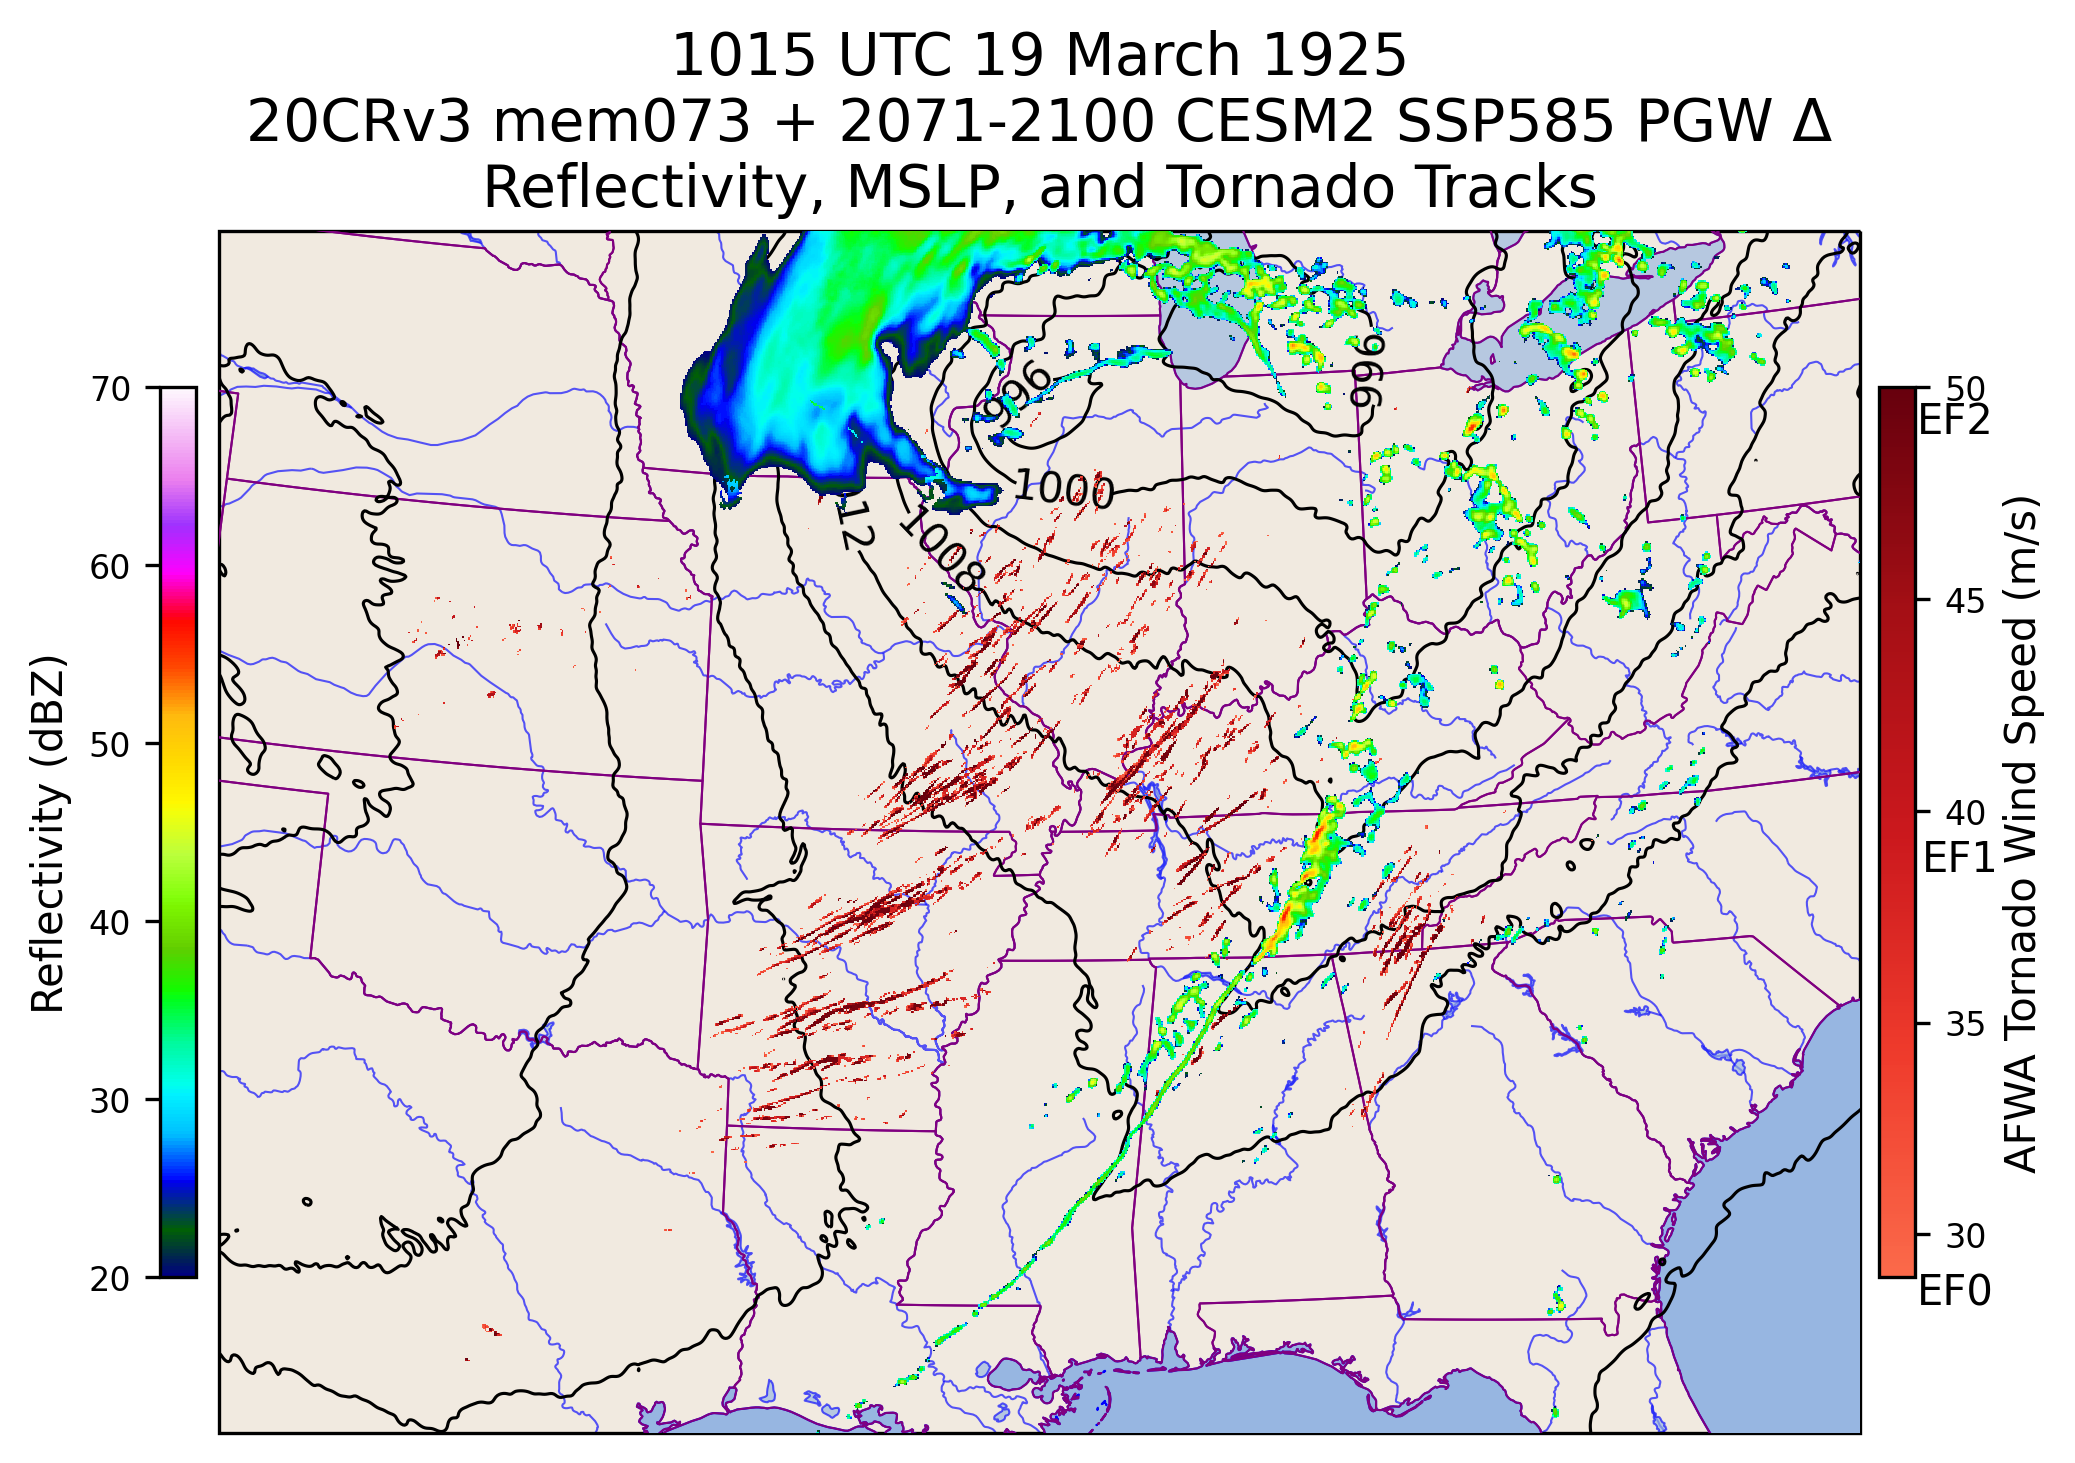 1015 UTC 19 March 1925
20CRv3 mem073 + 2071-2100 CESM2 SSP585 PGW Δ
Reflectivity, MSLP, and Tornado Tracks
Reflectivity (dBZ)
70
60
50
40
30
20
996
996
1000
1008
12
50
EF2
45
40
EF1
35
30
EF0
AFWA Tornado Wind Speed (m/s)